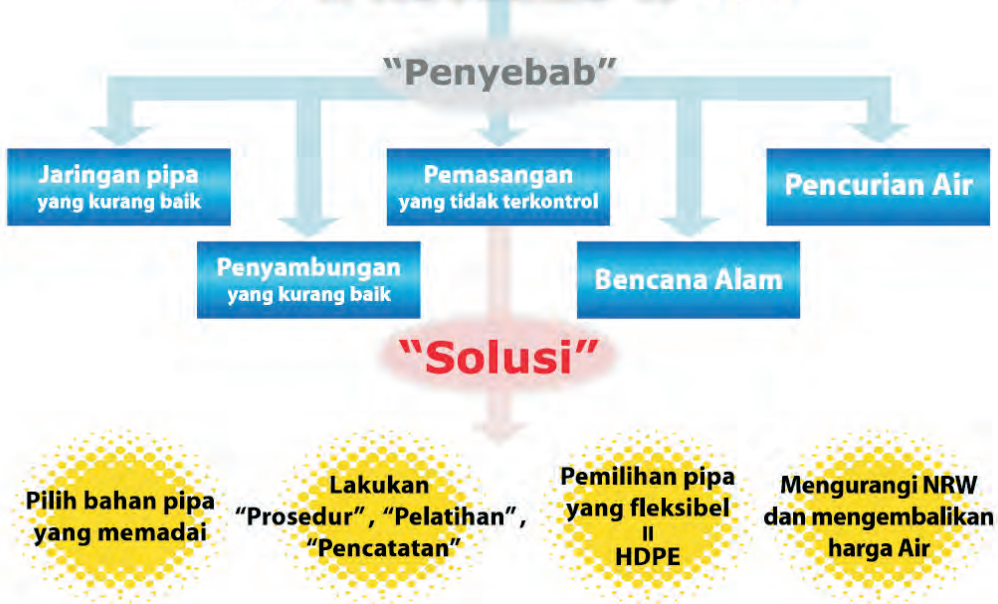 "Penyebab"
Jaringan pipa
yang kurang baik
Pemasangan
yang tidak terkontrol
Pencurian Air
Penyambungan
yang kurang baik
Bencana Alam
"Solusi"
Pilih bahan pipa
yang memadai
Lakukan
"Prosedur", "Pelatihan",
"Pencatatan"
Pemilihan pipa
yang fleksibel
=
HDPE
Mengurangi NRW
dan mengembalikan
harga Air